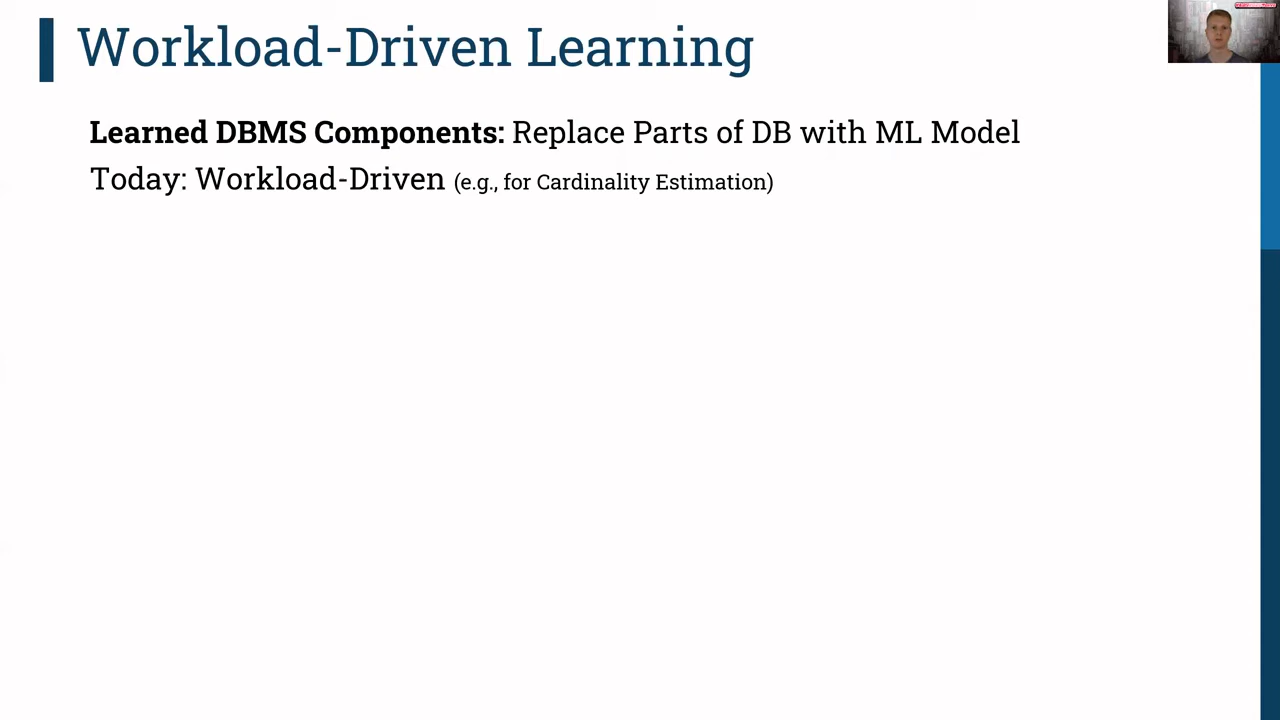 Workload-Driven Learning
Learned DBMS Components: Replace Parts of DB with ML Model
Today: Workload-Driven (e.g., for Cardinality Estimation)